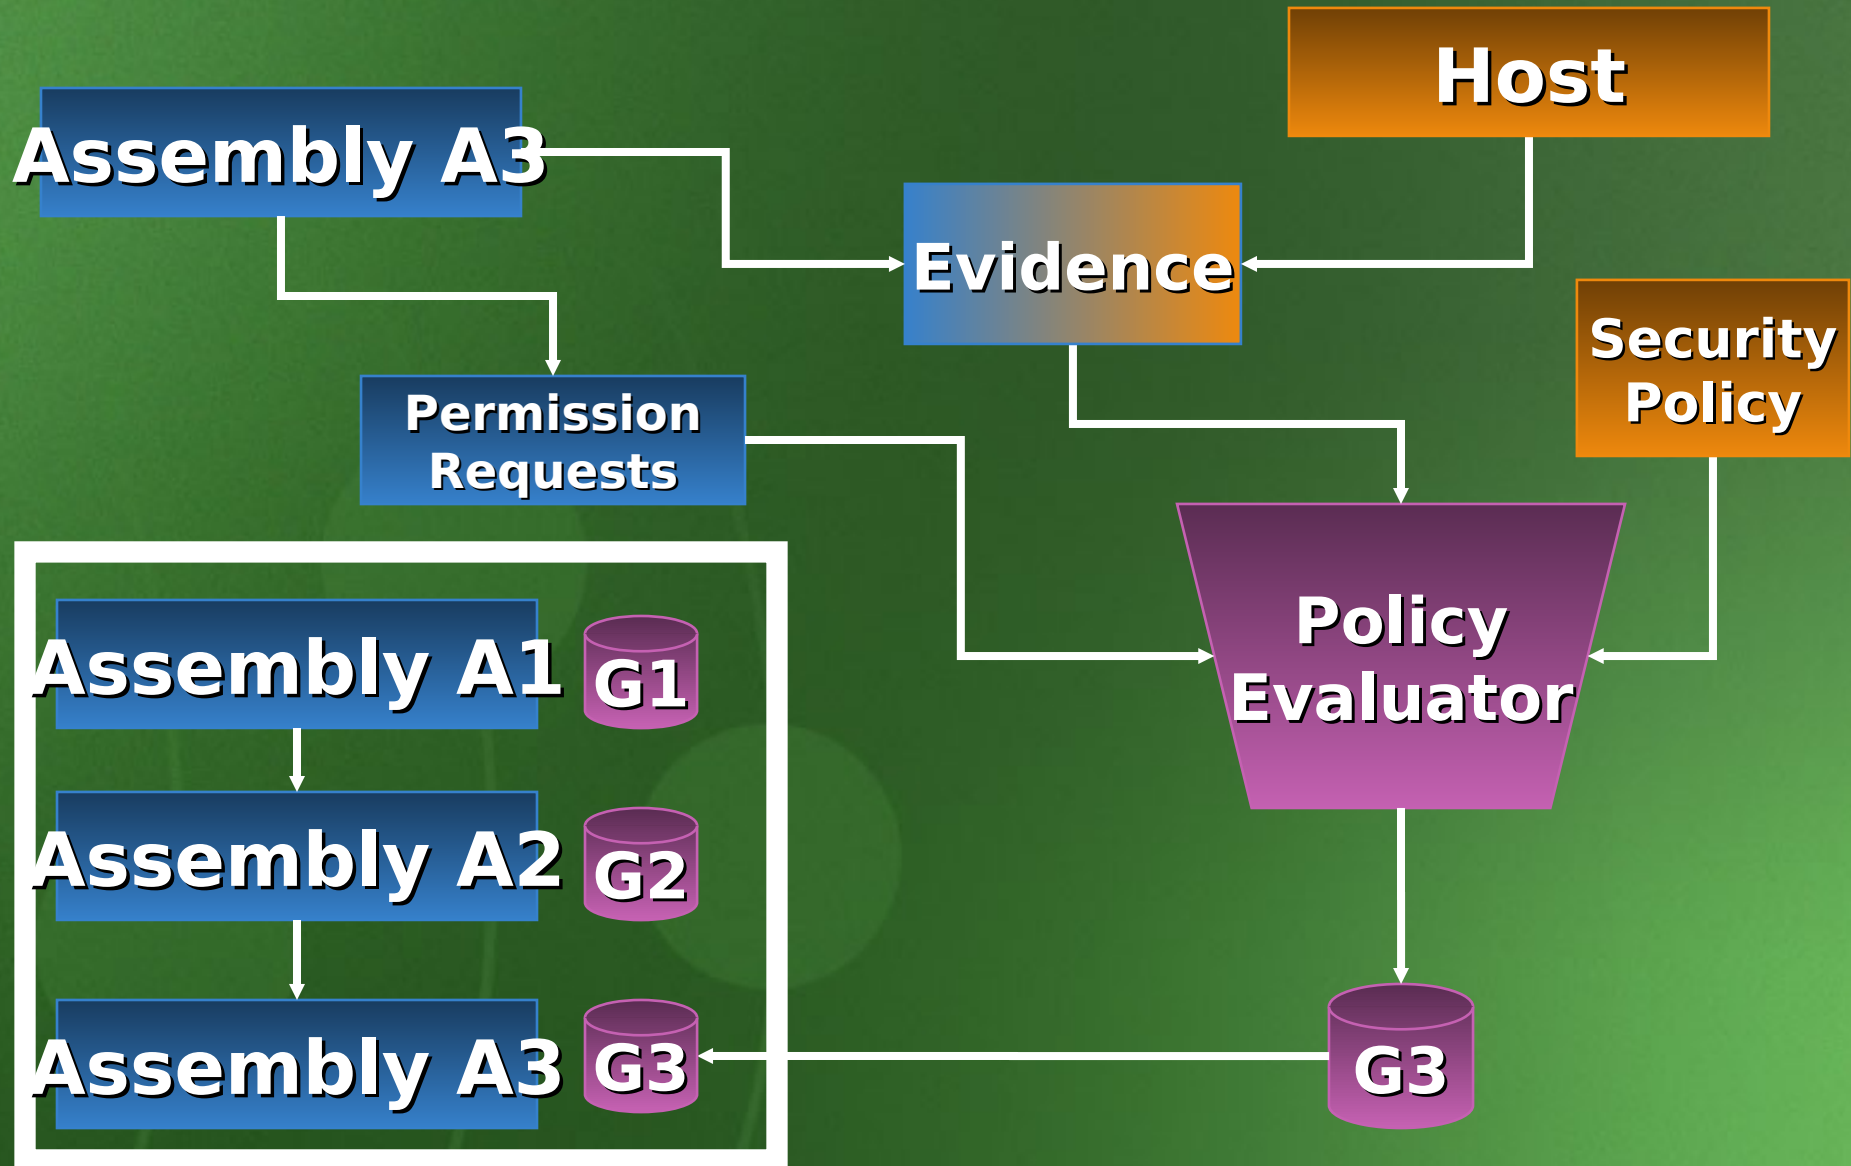 Host
Assembly A3
Evidence
Security
Policy
Permission
Requests
Policy
Evaluator
Assembly A1
G1
Assembly A2
G2
Assembly A3
G3
G3